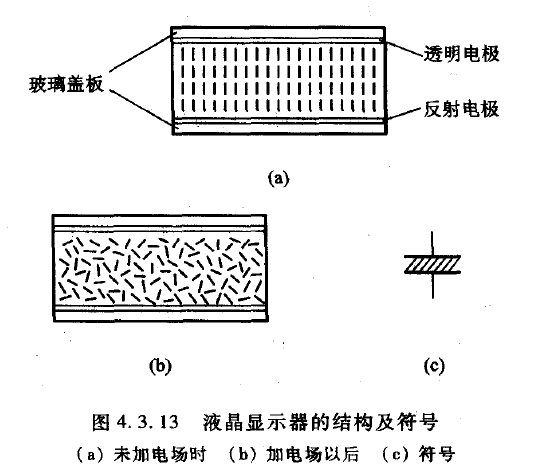 透明电极
玻璃盖板
反射电极
(a)
(b)
(c)
图 4.3.13 液晶显示器的结构及符号
(a) 未加电场时 (b) 加电场以后 (c) 符号